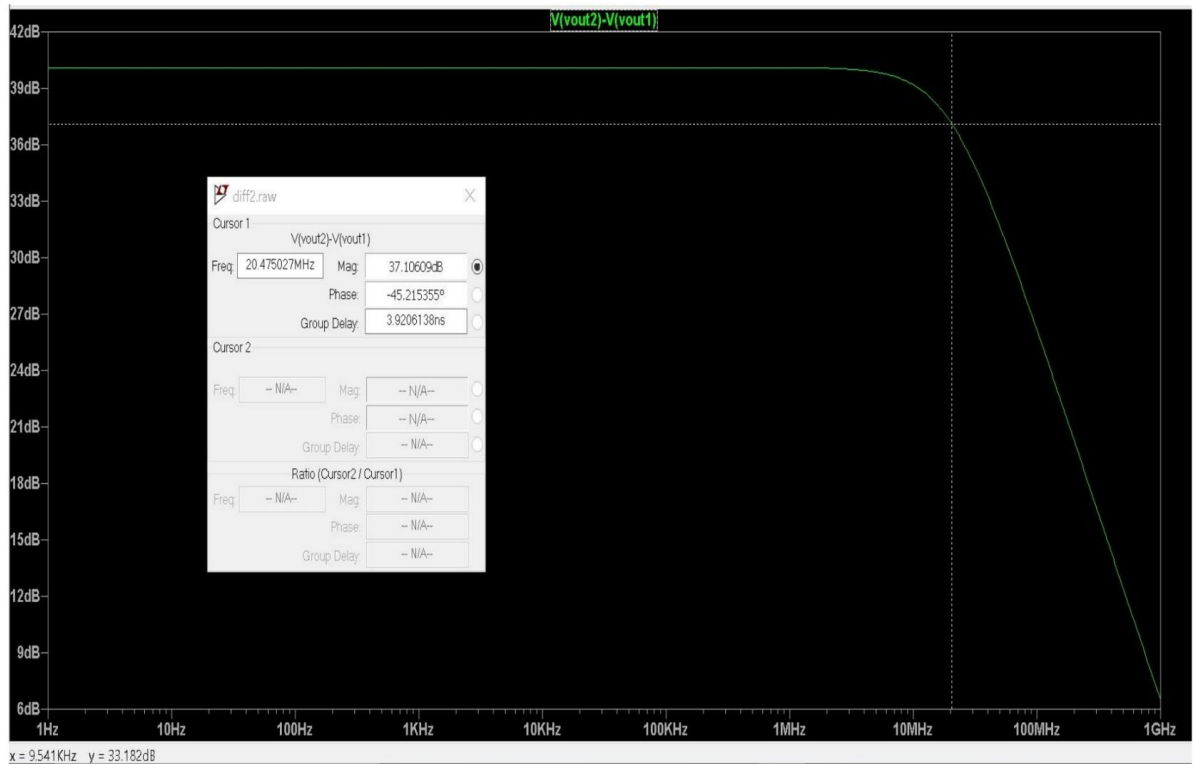 V(vout2)-V(vout1)
42dB
39dB
36dB
33dB
30dB
27dB
24dB
21dB
18dB
15dB
12dB
9dB
6dB
diff2.raw
Cursor 1
V(vout2)-V(vout1)
Freq: 20.475027MHz Mag: 37.10609dB
Phase: -45.215355°
Group Delay: 3.9206138ns
Cursor 2
Freq: -- N/A-- Mag: -- N/A--
Phase: -- N/A--
Group Delay: -- N/A--
Ratio (Cursor2 / Cursor1)
Freq: -- N/A-- Mag: -- N/A--
Phase: -- N/A--
Group Delay: -- N/A--
1Hz 10Hz 100Hz 1KHz 10KHz 100KHz 1MHz 10MHz 100MHz 1GHz
x = 9.541KHz y = 33.182dB